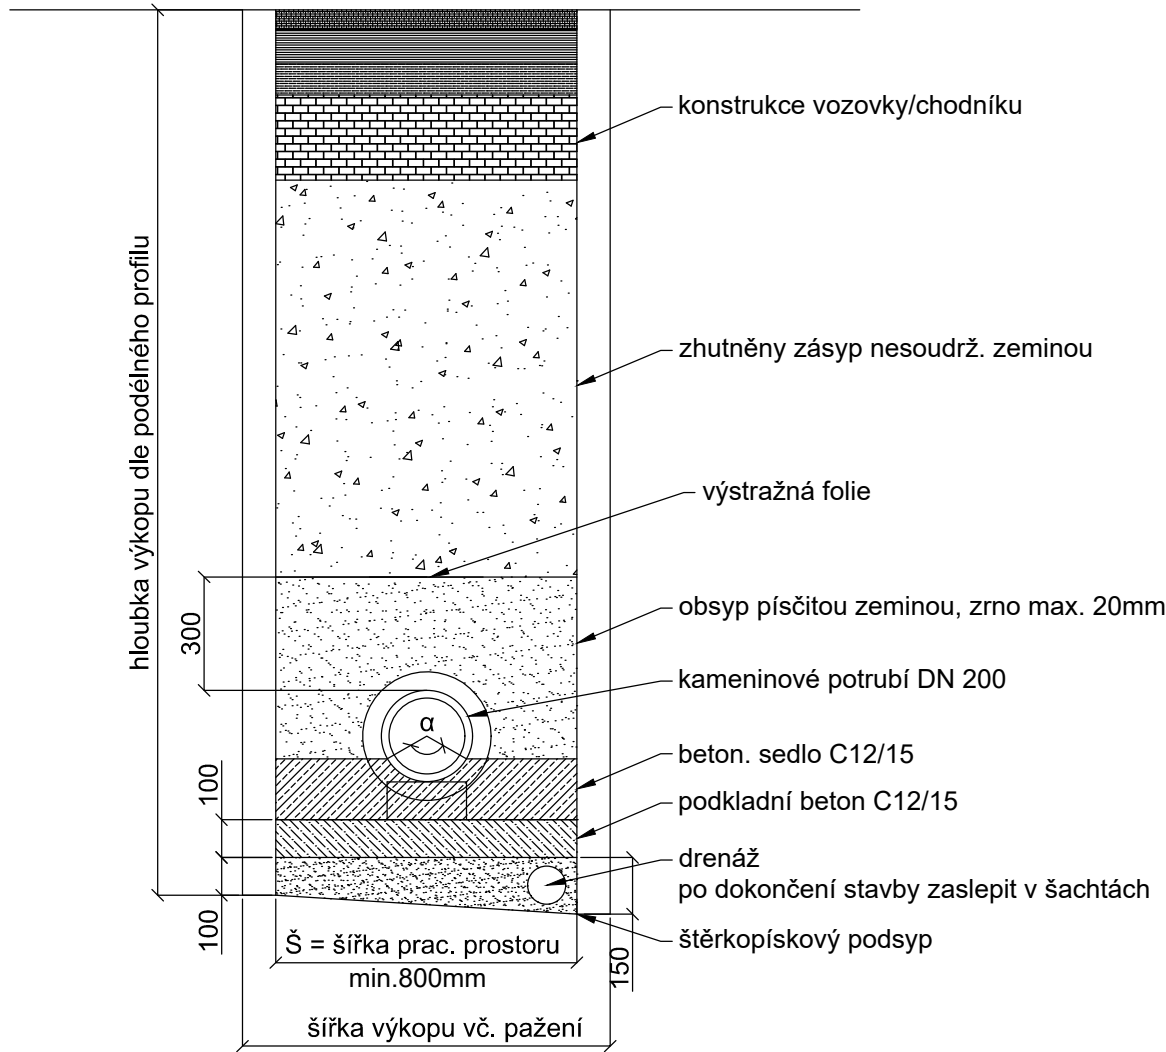 konstrukce vozovky/chodníku
hloubka výkopu dle podélného profilu
zhutněny zásyp nesoudrž. zeminou
výstražná folie
300
obsyp písčitou zeminou, zrno max. 20mm
kameninové potrubí DN 200
α
beton. sedlo C12/15
100
podkladní beton C12/15
drenáž
po dokončení stavby zaslepit v šachtách
100
štěrkopískový podsyp
150
Š = šířka prac. prostoru
min.800mm
šířka výkopu vč. pažení